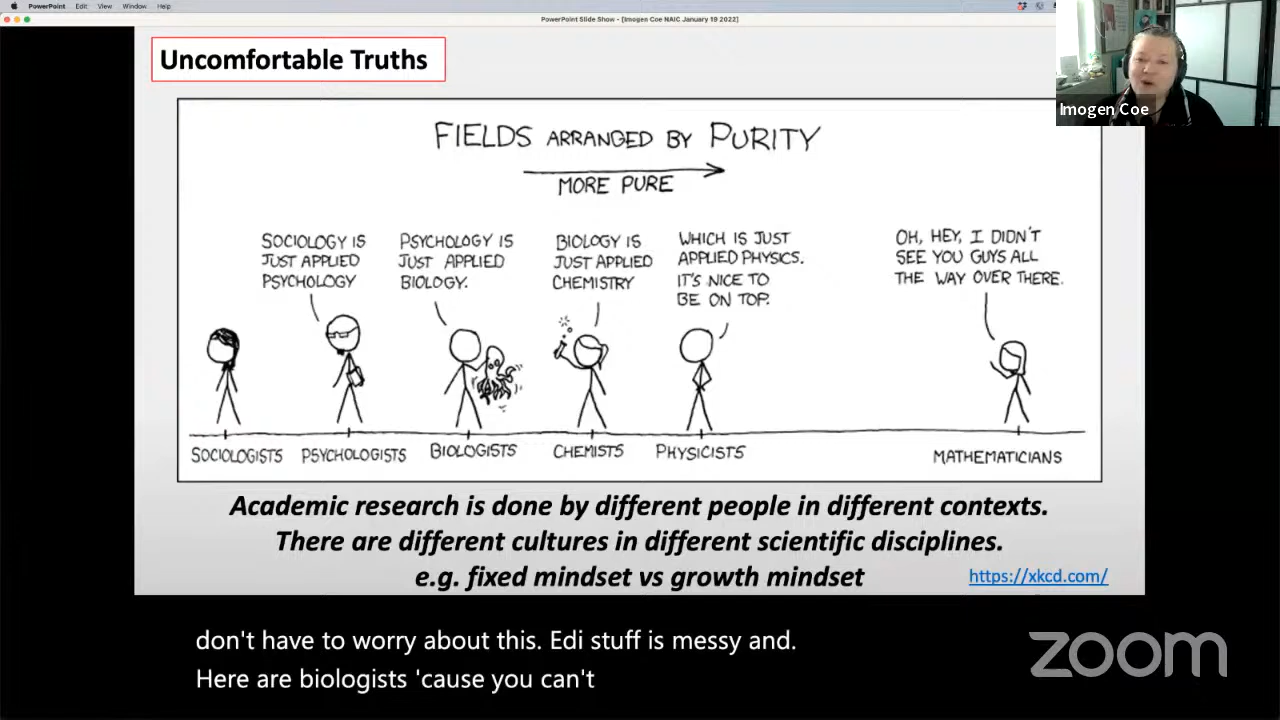 PowerPoint Edit View Window Help
PowerPoint Slide Show - [Imogen Coe NAIC January 19 2022]
Uncomfortable Truths
Imogen Coe
FIELDS ARRANGED BY PURITY
MORE PURE
SOCIOLOGY IS
JUST APPLIED
PSYCHOLOGY
PSYCHOLOGY IS
JUST APPLIED
BIOLOGY.
BIOLOGY IS
JUST APPLIED
CHEMISTRY
WHICH IS JUST
APPLIED PHYSICS.
IT'S NICE TO
BE ON TOP.
OH, HEY, I DIDN'T
SEE YOU GUYS ALL
THE WAY OVER THERE.
SOCIOLOGISTS
PSYCHOLOGISTS
BIOLOGISTS
CHEMISTS
PHYSICISTS
MATHEMATICIANS
Academic research is done by different people in different contexts.
There are different cultures in different scientific disciplines.
e.g. fixed mindset vs growth mindset
https://xkcd.com/
don't have to worry about this. Edi stuff is messy and.
Here are biologists 'cause you can't
zoom